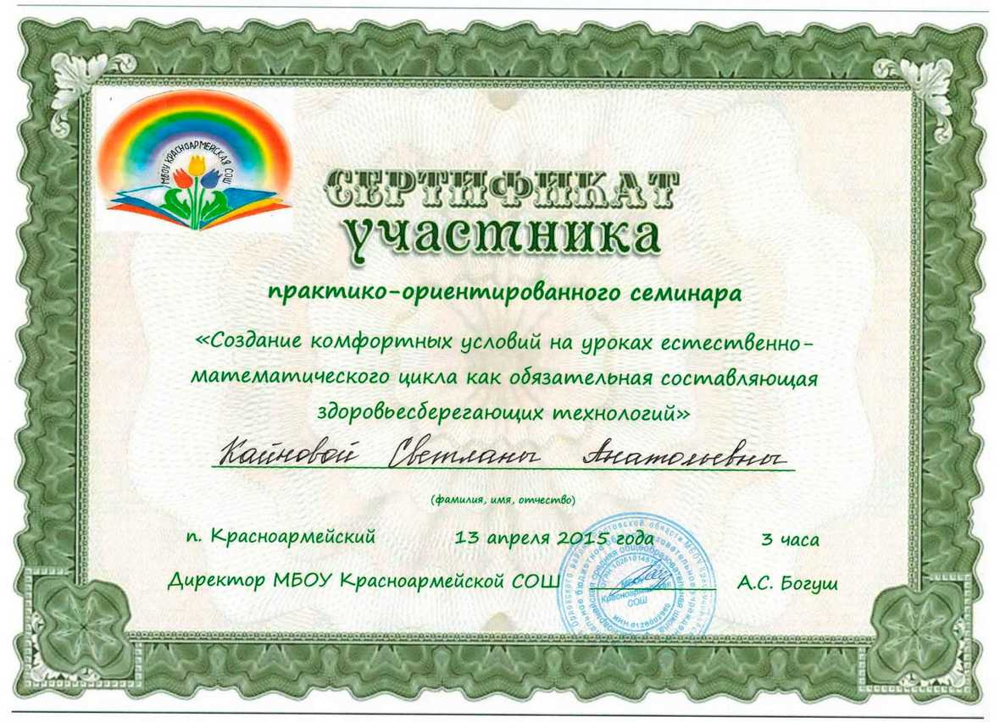 МБОУ КРАСНОАРМЕЙСКАЯ СОШ
СЕРТИФИКАТ
участника
практико-ориентированного семинара
«Создание комфортных условий на уроках естественно-
математического цикла как обязательная составляющая
здоровьесберегающих технологий»
Кайновой Светланы Анатольевны
(фамилия, имя, отчество)
п. Красноармейский 13 апреля 2015 года 3 часа
Директор МБОУ Красноармейской СОШ А.С. Богуш
Красноармейская
СОШ